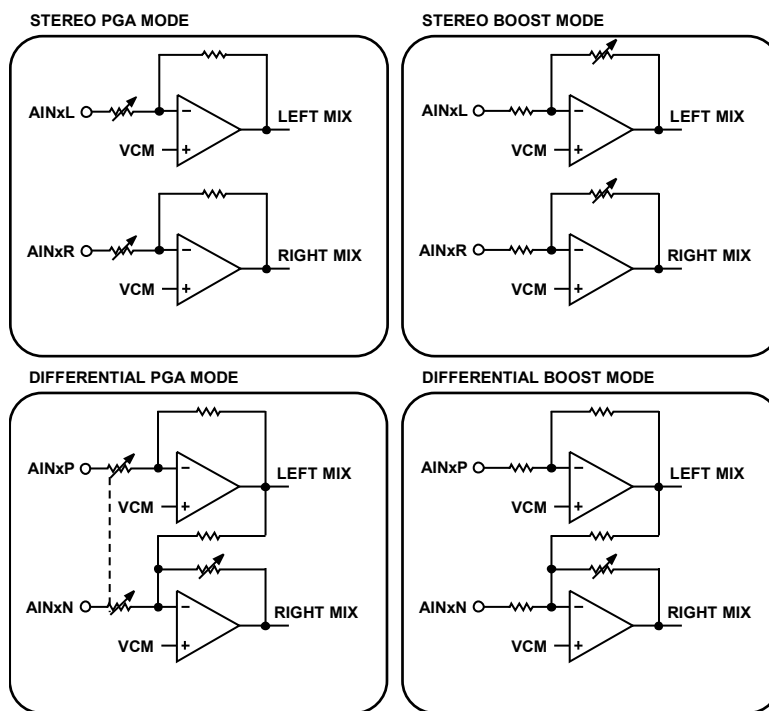 STEREO PGA MODE
AINxL
−
VCM
+
LEFT MIX
AINxR
−
VCM
+
RIGHT MIX
STEREO BOOST MODE
AINxL
−
VCM
+
LEFT MIX
AINxR
−
VCM
+
RIGHT MIX
DIFFERENTIAL PGA MODE
AINxP
−
VCM
+
LEFT MIX
AINxN
−
VCM
+
RIGHT MIX
DIFFERENTIAL BOOST MODE
AINxP
−
VCM
+
LEFT MIX
AINxN
−
VCM
+
RIGHT MIX